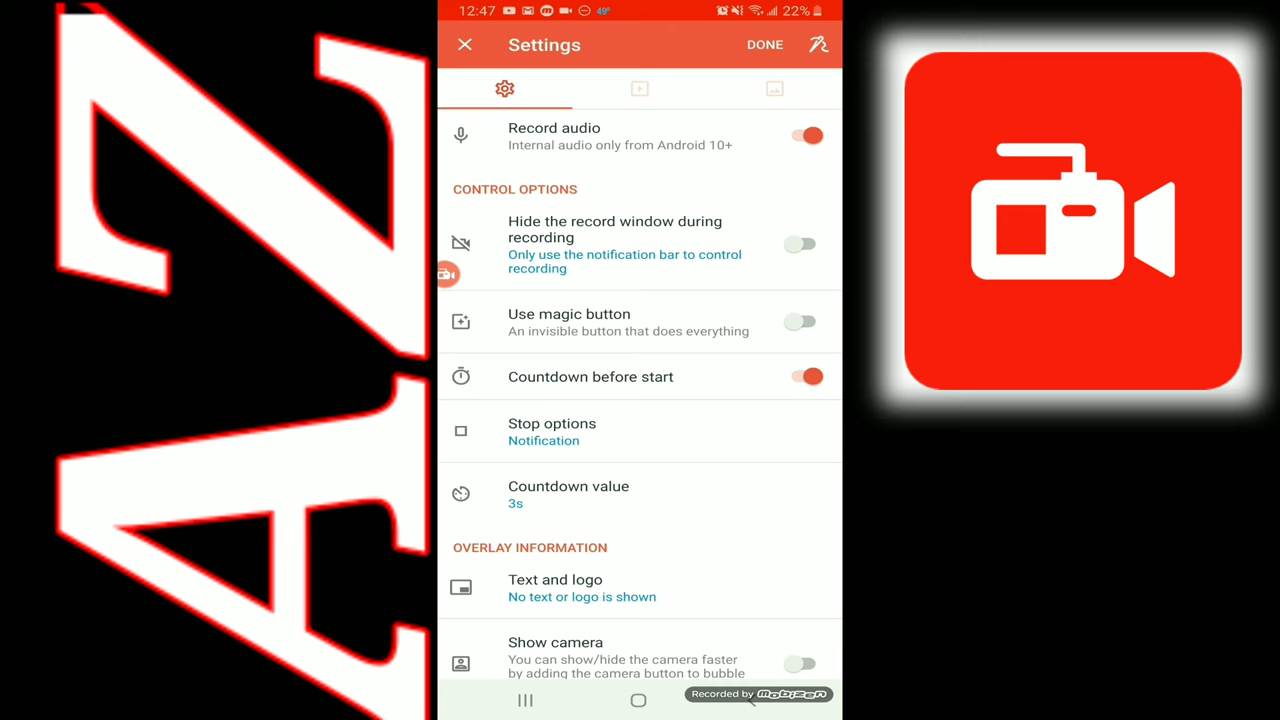 AZ
12:47
49°
22%
Settings
DONE
Record audio
Internal audio only from Android 10+
CONTROL OPTIONS
Hide the record window during
recording
Only use the notification bar to control
recording
Use magic button
An invisible button that does everything
Countdown before start
Stop options
Notification
Countdown value
3s
OVERLAY INFORMATION
Text and logo
No text or logo is shown
Show camera
You can show/hide the camera faster
by adding the camera button to bubble
Recorded by mobizen